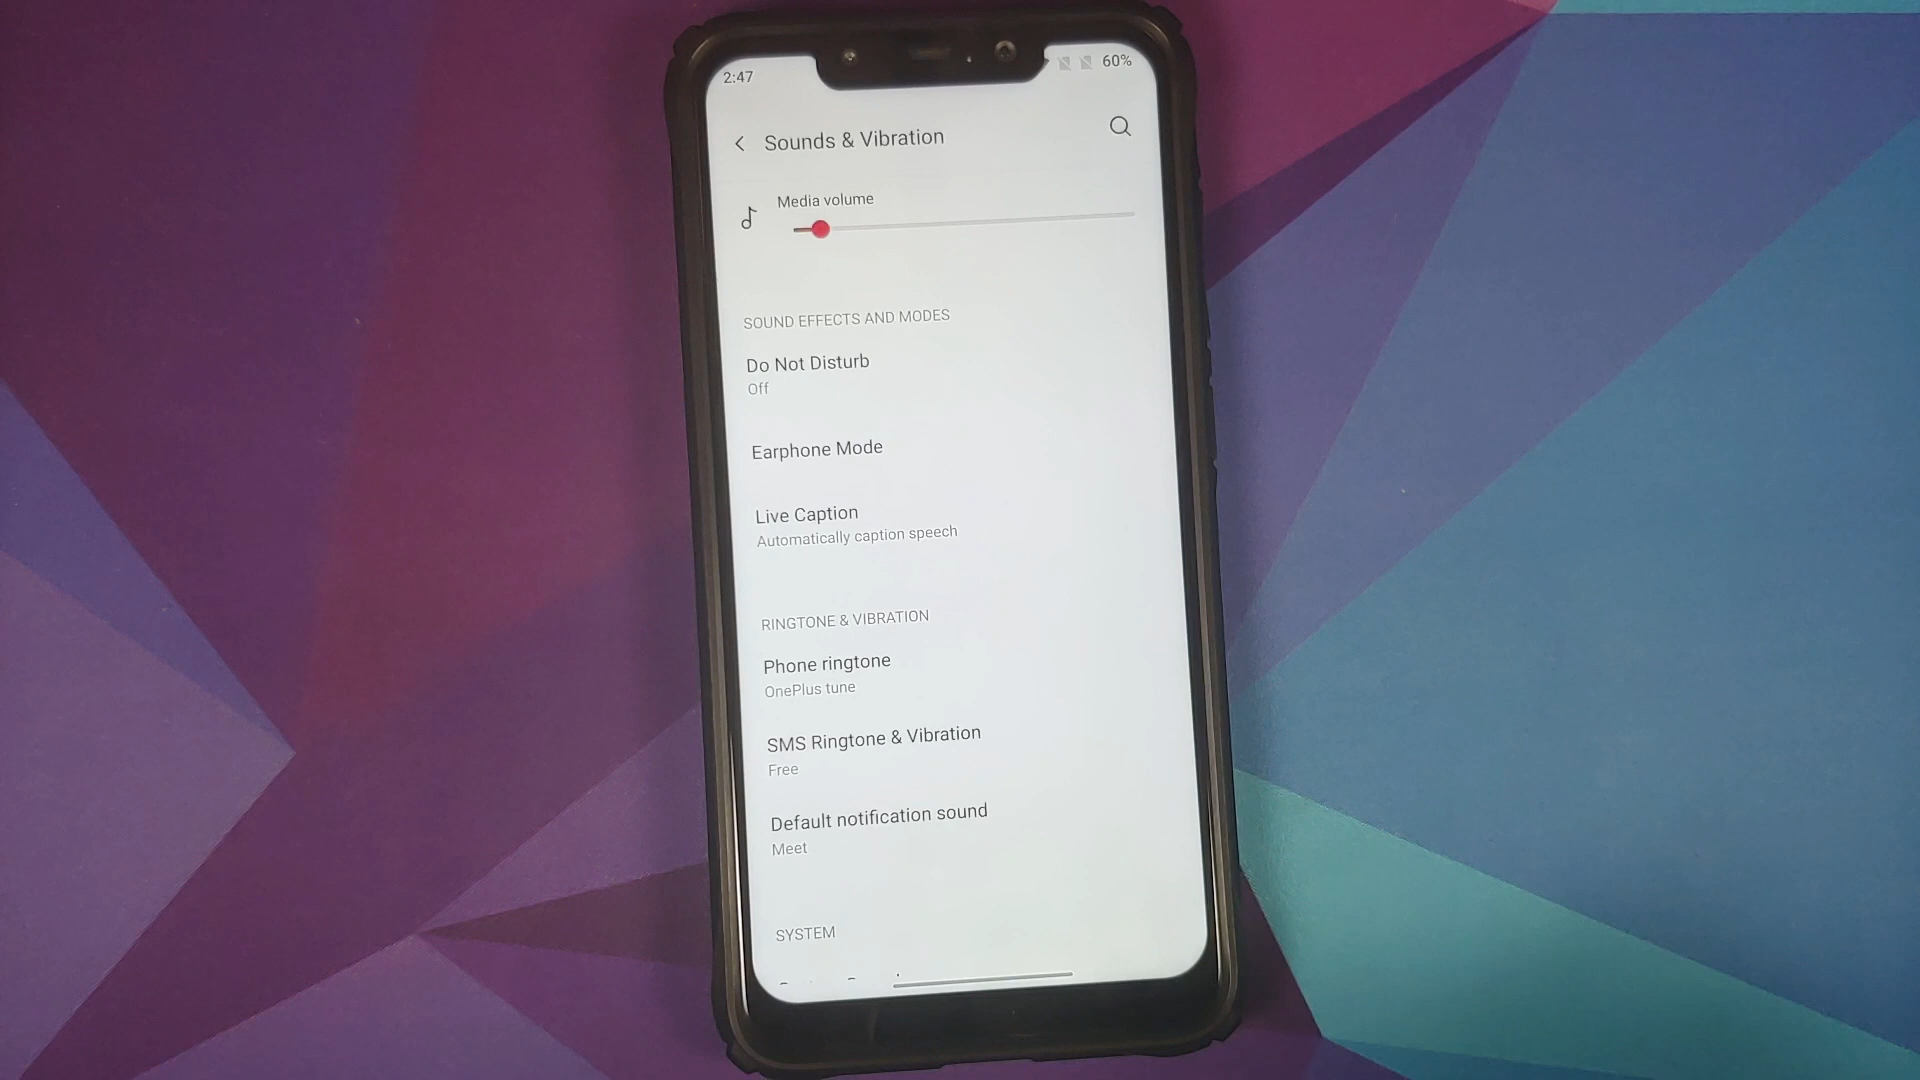 2:47
60%
Sounds & Vibration
Media volume
SOUND EFFECTS AND MODES
Do Not Disturb
Off
Earphone Mode
Live Caption
Automatically caption speech
RINGTONE & VIBRATION
Phone ringtone
OnePlus tune
SMS Ringtone & Vibration
Free
Default notification sound
Meet
SYSTEM